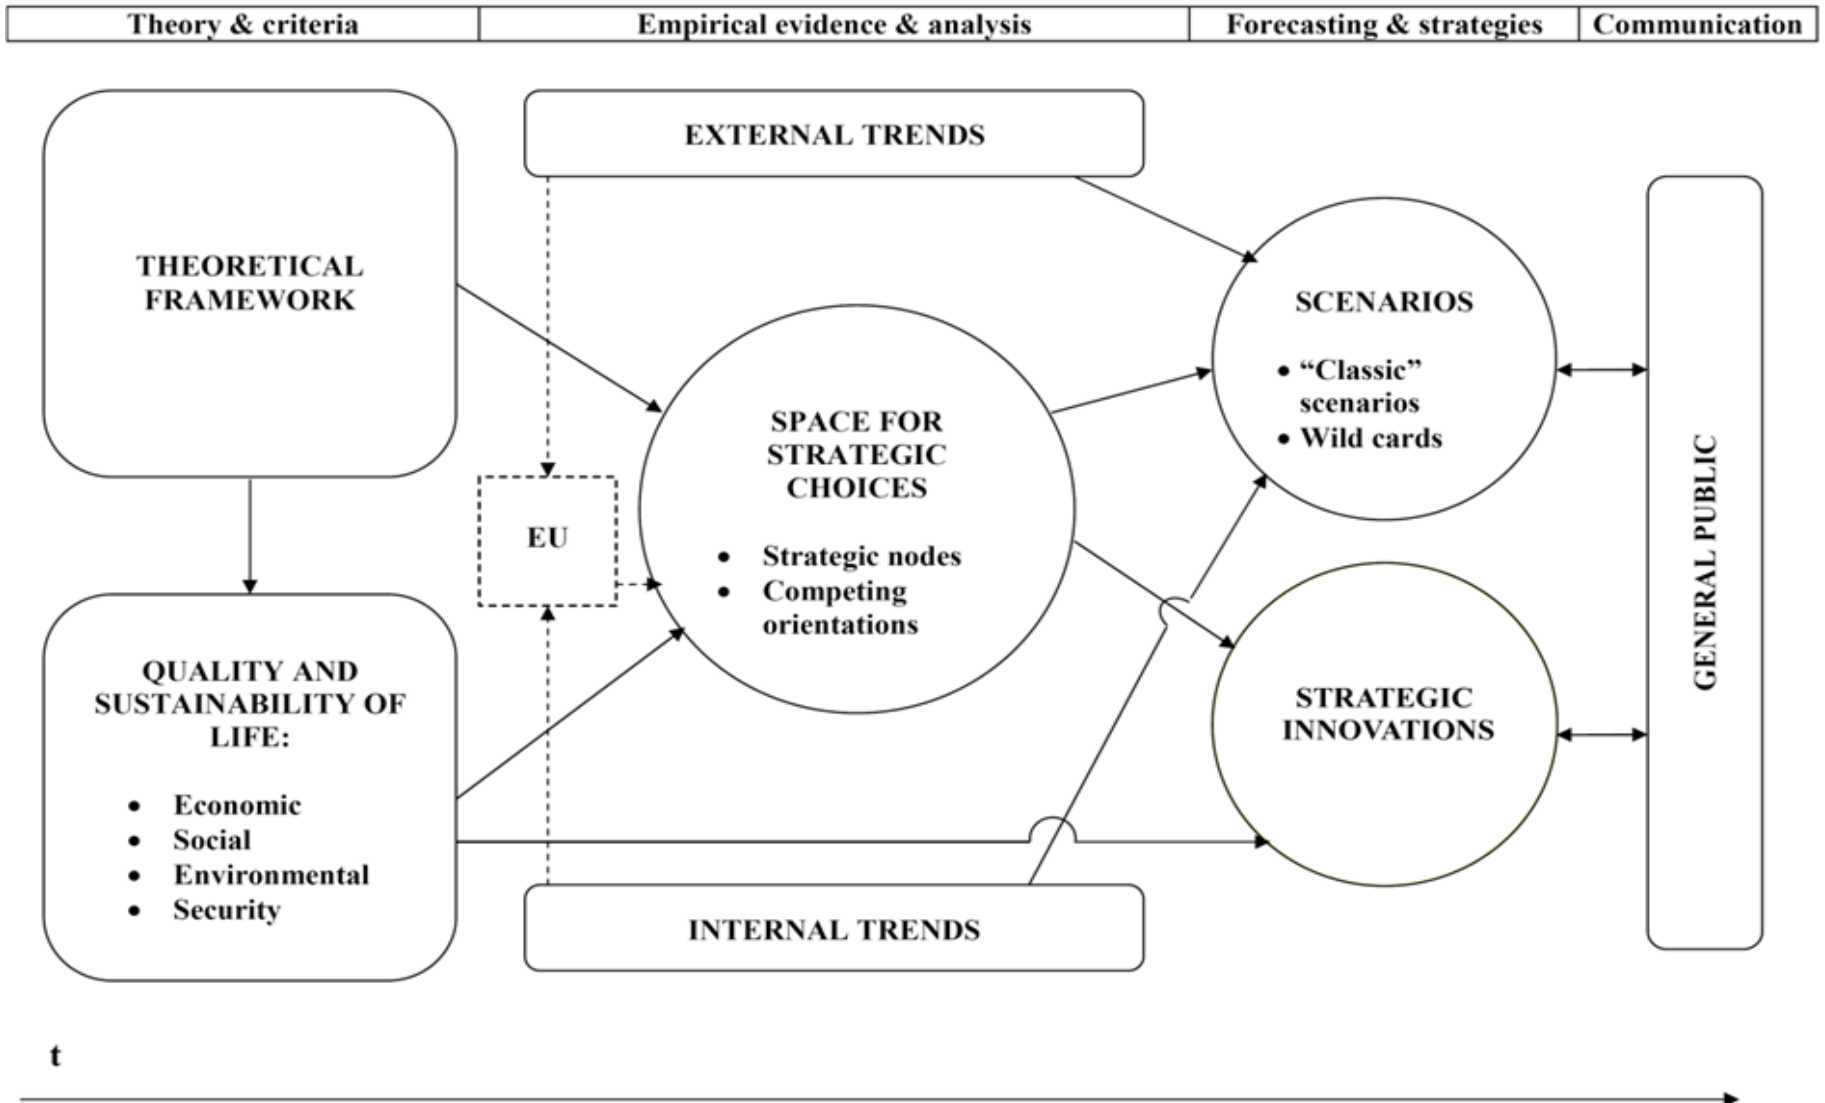 Theory & criteria
Empirical evidence & analysis
Forecasting & strategies
Communication
EXTERNAL TRENDS
THEORETICAL
FRAMEWORK
SCENARIOS
• “Classic”
scenarios
• Wild cards
SPACE FOR
STRATEGIC
CHOICES
• Strategic nodes
• Competing
orientations
EU
GENERAL PUBLIC
QUALITY AND
SUSTAINABILITY OF
LIFE:
• Economic
• Social
• Environmental
• Security
STRATEGIC
INNOVATIONS
INTERNAL TRENDS
t